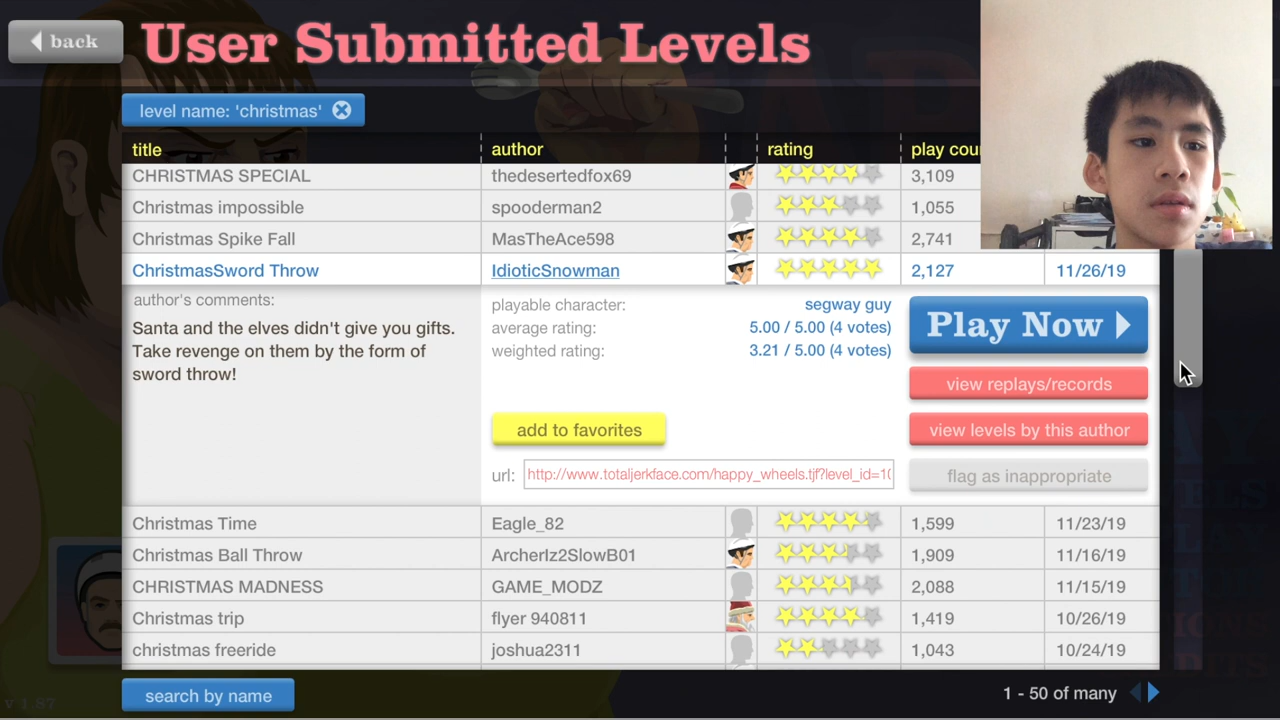 back
User Submitted Levels
level name: 'christmas'
title author rating play cou
CHRISTMAS SPECIAL thedesertedfox69 3,109
Christmas impossible spooderman2 1,055
Christmas Spike Fall MasTheAce598 2,741
ChristmasSword Throw IdioticSnowman 2,127 11/26/19
author's comments:
Santa and the elves didn't give you gifts.
Take revenge on them by the form of
sword throw!
playable character: segway guy
average rating: 5.00 / 5.00 (4 votes)
weighted rating: 3.21 / 5.00 (4 votes)
add to favorites
url: http://www.totaljerkface.com/happy_wheels.tjf?level_id=1(
Play Now
view replays/records
view levels by this author
flag as inappropriate
Christmas Time Eagle_82 1,599 11/23/19
Christmas Ball Throw ArcherIz2SlowB01 1,909 11/16/19
CHRISTMAS MADNESS GAME_MODZ 2,088 11/15/19
Christmas trip flyer 940811 1,419 10/26/19
christmas freeride joshua2311 1,043 10/24/19
search by name
1 - 50 of many
v 1.87